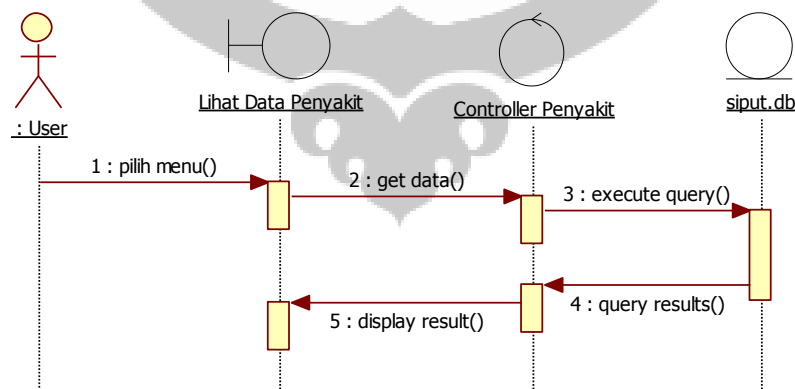 Lihat Data Penyakit
Controller Penyakit
siput.db
: User
1 : pilih menu()
2 : get data()
3 : execute query()
4 : query results()
5 : display result()